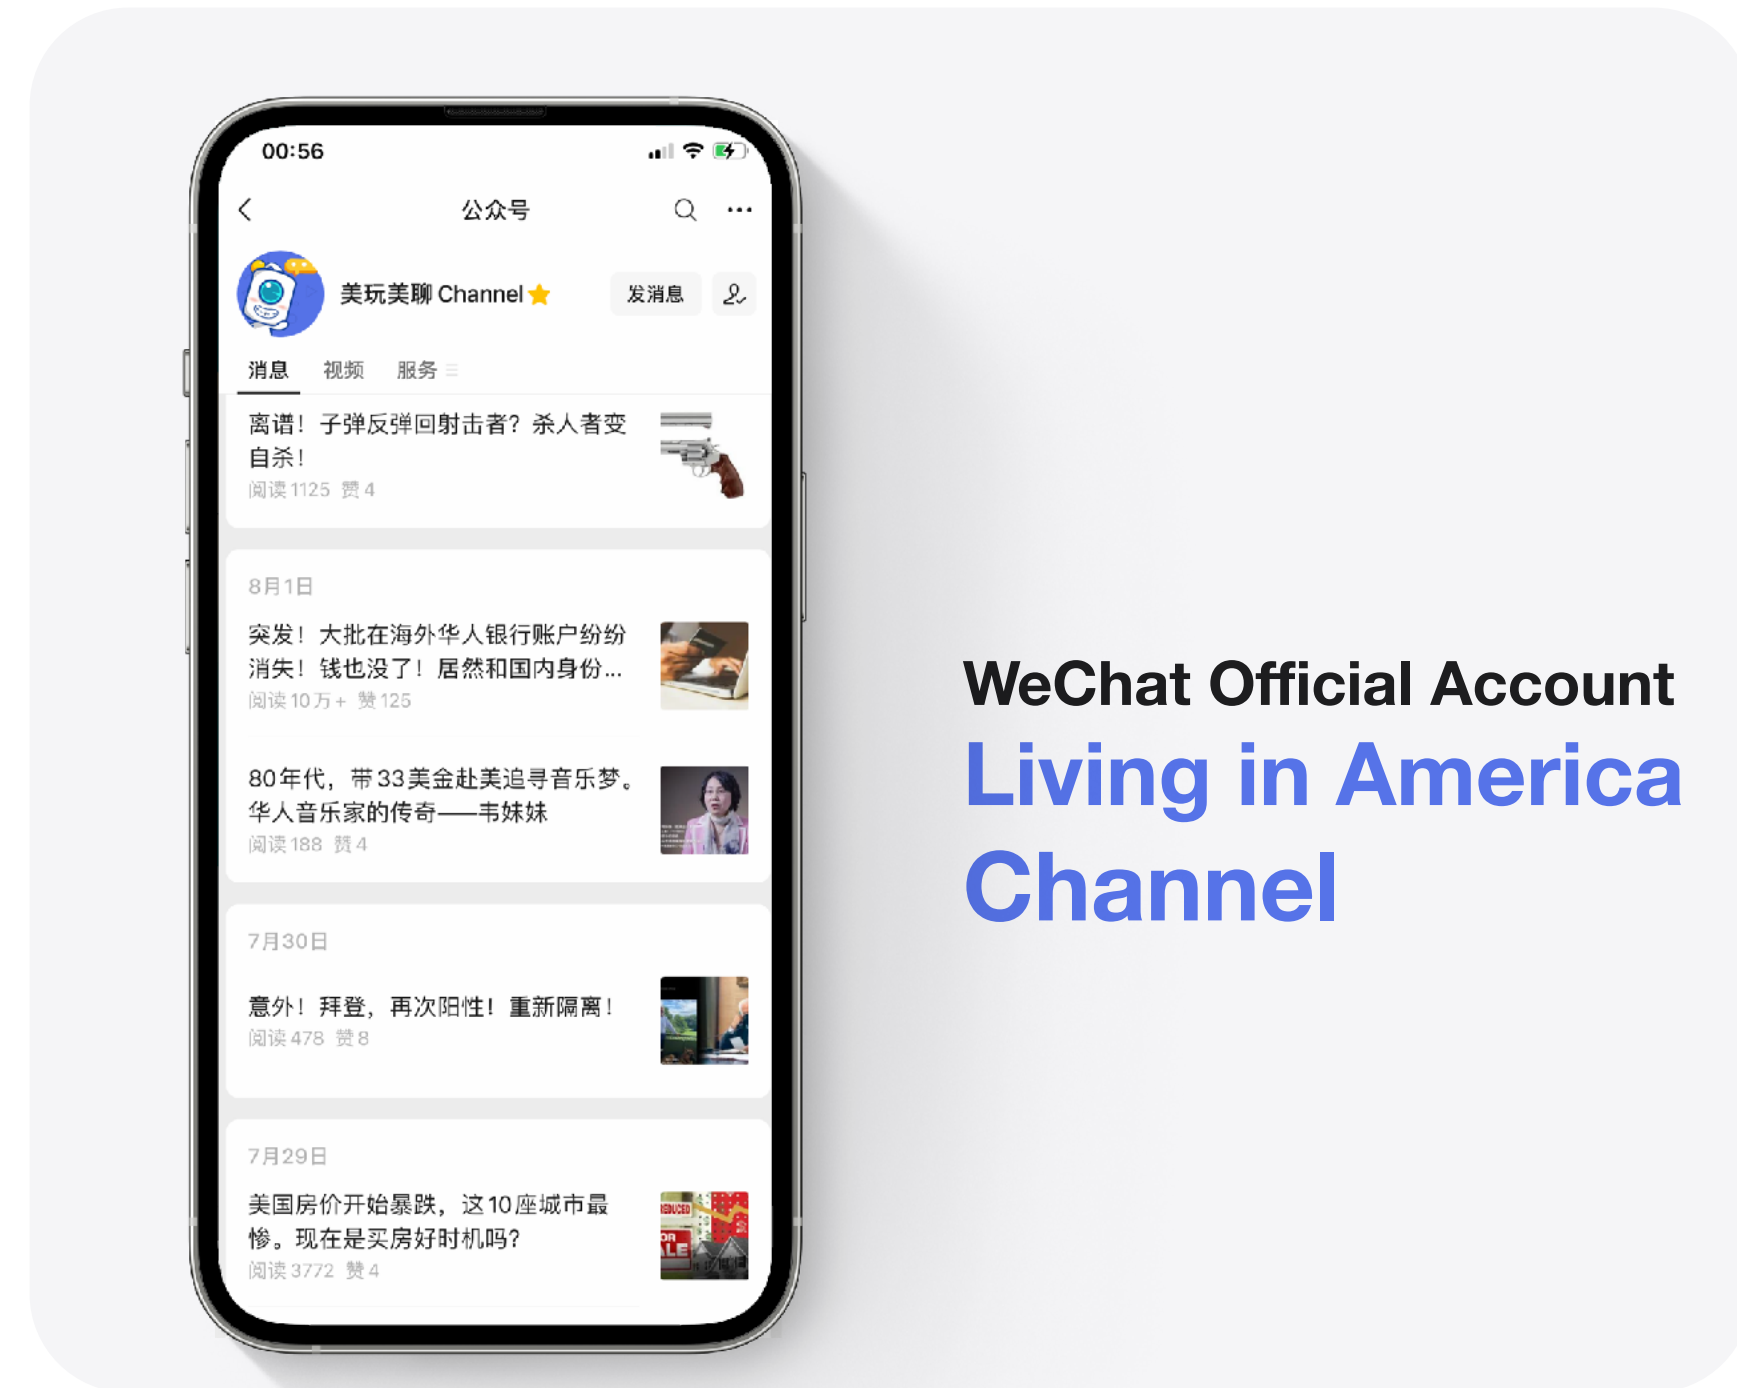 00:56
公众号
美玩美聊 Channel
发消息
消息 视频 服务
离谱！子弹反弹回射击者？杀人者变
自杀！
阅读 1125 赞 4
8月1日
突发！大批在海外华人银行账户纷纷
消失！钱也没了！居然和国内身份...
阅读 10万+ 赞 125
80年代，带33美金赴美追寻音乐梦。
华人音乐家的传奇——韦妹妹
阅读 188 赞 4
7月30日
意外！拜登，再次阳性！重新隔离！
阅读 478 赞 8
7月29日
美国房价开始暴跌，这10座城市最
惨。现在是买房好时机吗？
阅读 3772 赞 4
REDUCED
WeChat Official Account
Living in America
Channel